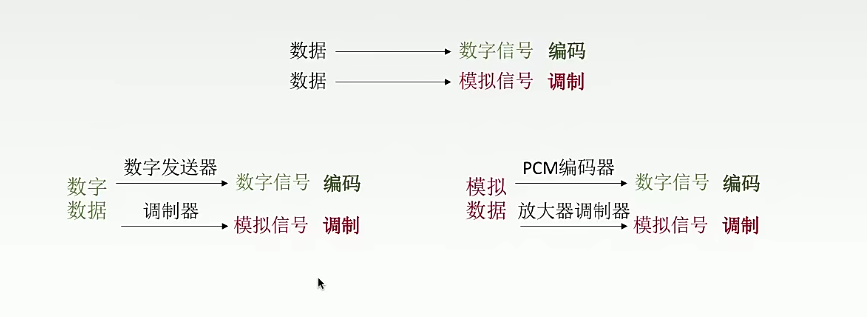 数据 数字信号 编码
数据 模拟信号 调制
数字发送器
数字信号 编码
数字
数据
调制器
模拟信号 调制
PCM编码器
数字信号 编码
模拟
数据
放大器调制器
模拟信号 调制